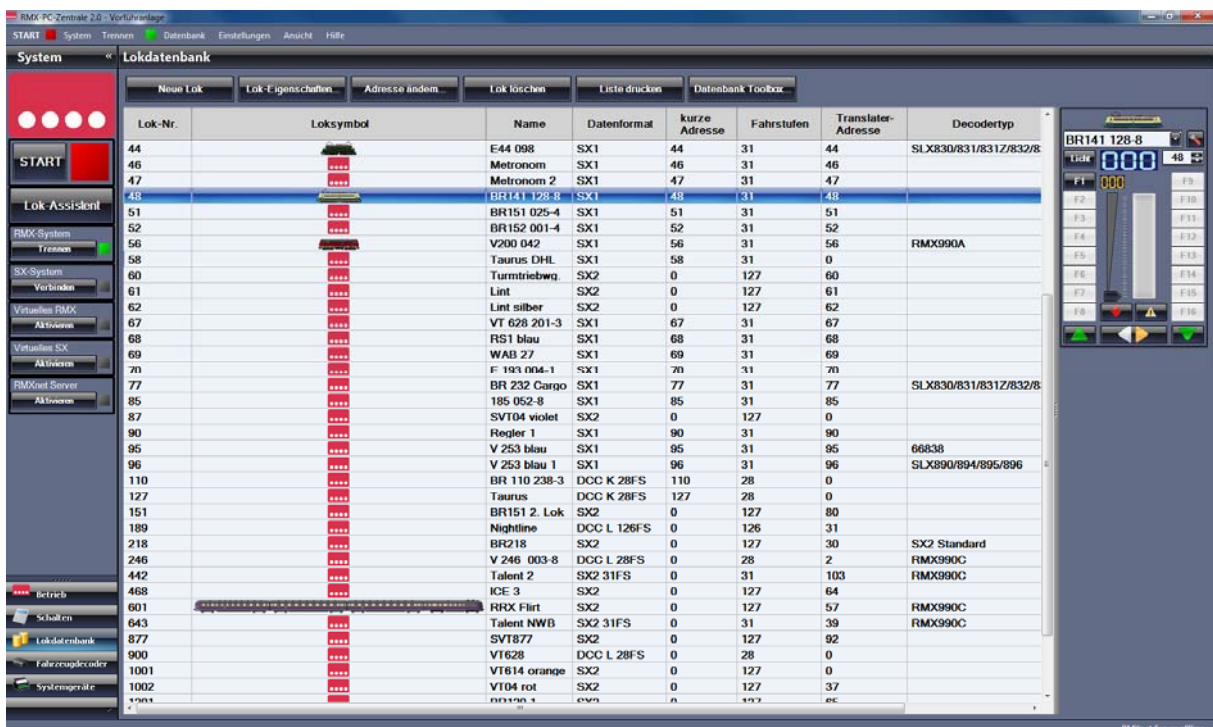 RMX-PC-Zentrale 2.0 - Vorführanlage
START System Trennen Datenbank Einstellungen Ansicht Hilfe
System « Lokdatenbank
Neue Lok Lok-Eigenschaften... Adresse ändern... Lok löschen Liste drucken Datenbank Toolbox...
START
Lok-Assistent
RMX-System
Trennen
SX-System
Verbinden
Virtuelles RMX
Aktivieren
Virtuelles SX
Aktivieren
RMXnet Server
Aktivieren
Betrieb
Schalten
Lokdatenbank
Fahrzeugdecoder
Systemgeräte
Lok-Nr. Loksymbol Name Datenformat kurze Adresse Fahrstufen Translater-Adresse Decodertyp
44 E44 098 SX1 44 31 44 SLX830/831/831Z/832/8
46 Metronom SX1 46 31 46
47 Metronom 2 SX1 47 31 47
48 BR141 128-8 SX1 48 31 48
51 BR151 025-4 SX1 51 31 51
52 BR152 001-4 SX1 52 31 52
56 V200 042 SX1 56 31 56 RMX990A
58 Taurus DHL SX1 58 31 0
60 Turmtriebwg. SX2 0 127 60
61 Lint SX2 0 127 61
62 Lint silber SX2 0 127 62
67 VT 628 201-3 SX1 67 31 67
68 RS1 blau SX1 68 31 68
69 WAB 27 SX1 69 31 69
70 E 193 004-1 SX1 70 31 70
77 BR 232 Cargo SX1 77 31 77 SLX830/831/831Z/832/8
85 185 052-8 SX1 85 31 85
87 SVT04 violet SX2 0 127 0
90 Regler 1 SX1 90 31 90
95 V 253 blau SX1 95 31 95 66838
96 V 253 blau 1 SX1 96 31 96 SLX890/894/895/896
110 BR 110 238-3 DCC K 28FS 110 28 0
127 Taurus DCC K 28FS 127 28 0
151 BR151 2. Lok SX2 0 127 80
189 Nightline DCC L 126FS 0 126 31
218 BR218 SX2 0 127 30 SX2 Standard
246 V 246 003-8 DCC L 28FS 0 28 2 RMX990C
442 Talent 2 SX2 31FS 0 31 103 RMX990C
468 ICE 3 SX2 0 127 64
601 RRX Flirt SX2 0 127 57 RMX990C
643 Talent NWB SX2 31FS 0 31 39 RMX990C
877 SVT877 SX2 0 127 92
900 VT628 DCC L 28FS 0 28 0
1001 VT614 orange SX2 0 127 0
1002 VT04 rot SX2 0 127 37
BR141 128-8
Licht 000 48
F1 000 F9
F2 F10
F3 F11
F4 F12
F5 F13
F6 F14
F7 F15
F8 F16